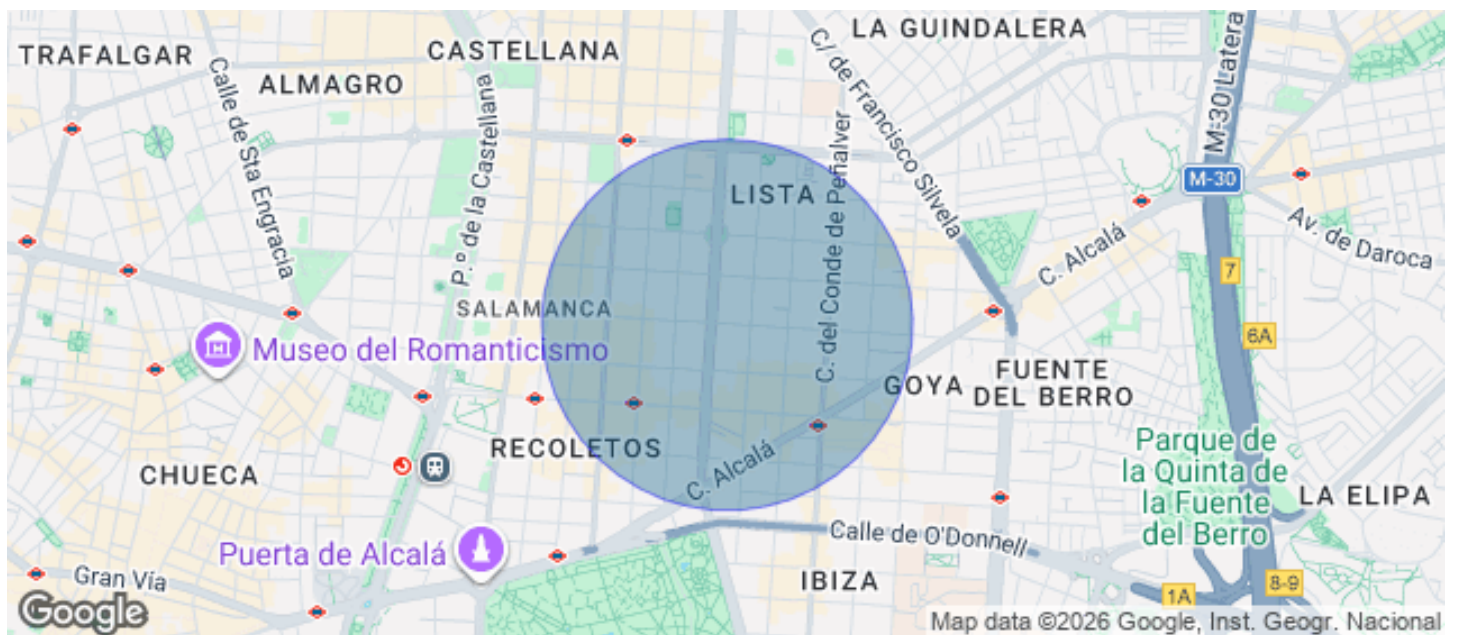 LA GUINDALERA
TRAFALGAR
CASTELLANA
ALMAGRO
Calle de Sta Engracia
P.º de la Castellana
C/ de Francisco Silvela
M-30 Latera
M-30
LISTA
C. del Conde de Peñalver
Av. de Daroca
C. Alcalá
7
SALAMANCA
6A
Museo del Romanticismo
GOYA
FUENTE
DEL BERRO
RECOLETOS
CHUECA
C. Alcalá
Parque de
la Quinta de
la Fuente
del Berro
LA ELIPA
Puerta de Alcalá
Calle de O'Donnell
Gran Vía
IBIZA
1A
8-9
Google
Map data ©2026 Google, Inst. Geogr. Nacional